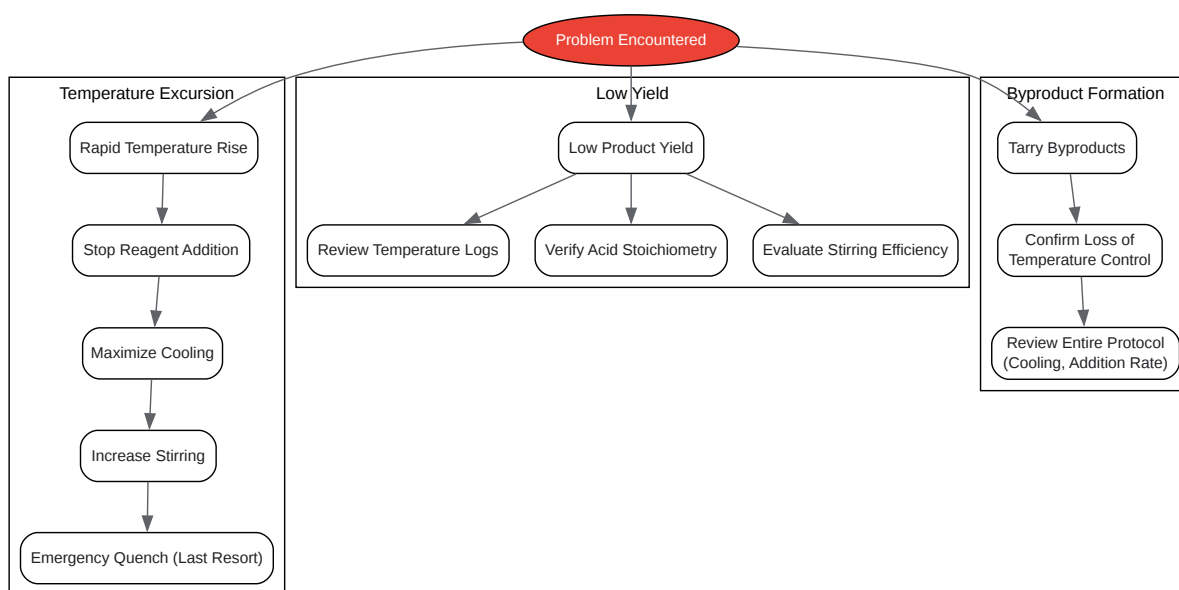 Problem Encountered
Temperature Excursion
Rapid Temperature Rise
Stop Reagent Addition
Maximize Cooling
Increase Stirring
Emergency Quench (Last Resort)
Low Yield
Low Product Yield
Review Temperature Logs
Verify Acid Stoichiometry
Evaluate Stirring Efficiency
Byproduct Formation
Tarry Byproducts
Confirm Loss of
Temperature Control
Review Entire Protocol
(Cooling, Addition Rate)